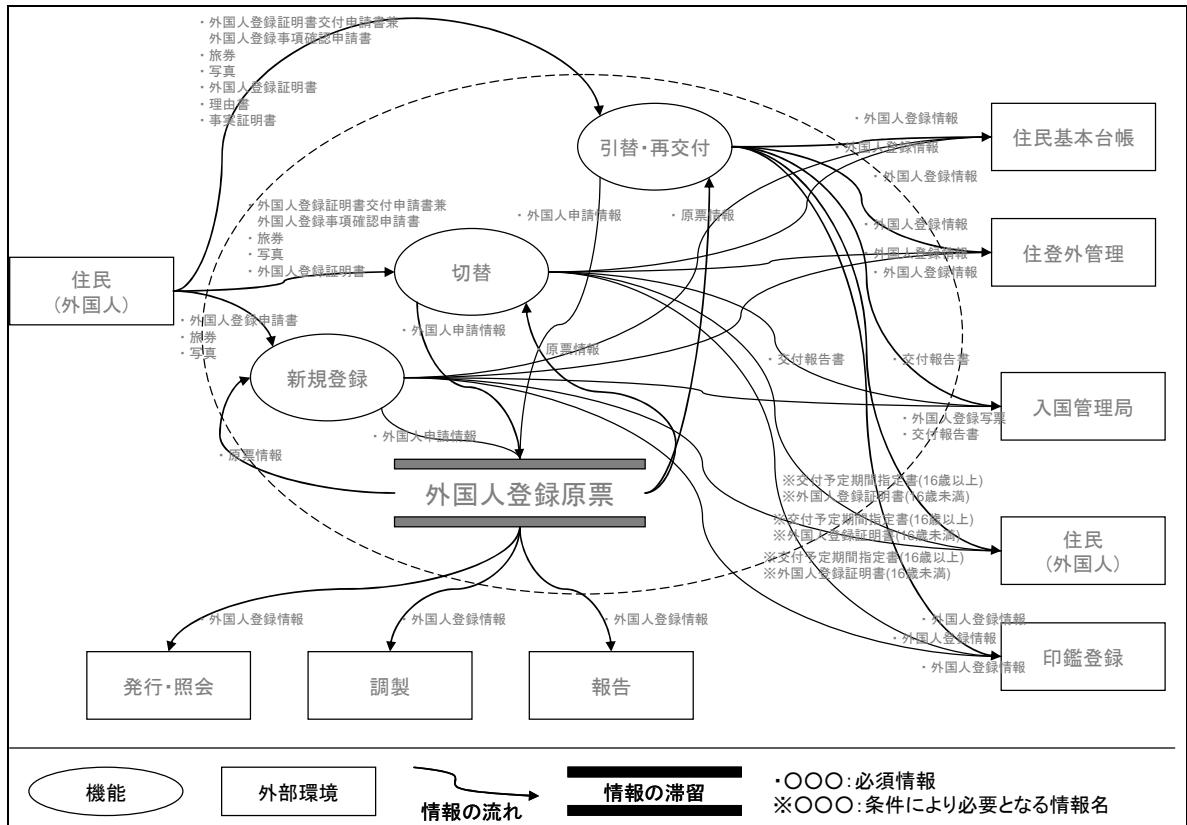 ・外国人登録証明書交付申請書兼
外国人登録事項確認申請書
・旅券
・写真
・外国人登録証明書
・理由書
・事実証明書
引替・再交付
・外国人登録情報
・外国人登録情報
・外国人登録情報
住民基本台帳
・外国人登録証明書交付申請書兼
外国人登録事項確認申請書
・旅券
・写真
・外国人登録証明書
・外国人申請情報
・原票情報
・外国人登録情報
外国人登録情報
・外国人登録情報
住登外管理
住民
(外国人)
切替
・外国人登録申請書
・旅券
・写真
・外国人申請情報
原票情報
・交付報告書
・交付報告書
新規登録
入国管理局
・外国人登録写票
・交付報告書
・外国人申請情報
・原票情報
外国人登録原票
※交付予定期間指定書(16歳以上)
※外国人登録証明書(16歳未満)
※交付予定期間指定書(16歳以上)
※外国人登録証明書(16歳未満)
※交付予定期間指定書(16歳以上)
※外国人登録証明書(16歳未満)
住民
(外国人)
・外国人登録情報
・外国人登録情報
・外国人登録情報
・外国人登録情報
・外国人登録情報
・外国人登録情報
印鑑登録
発行・照会
調製
報告
機能
外部環境
情報の流れ
情報の滞留
・〇〇〇：必須情報
※〇〇〇：条件により必要となる情報名